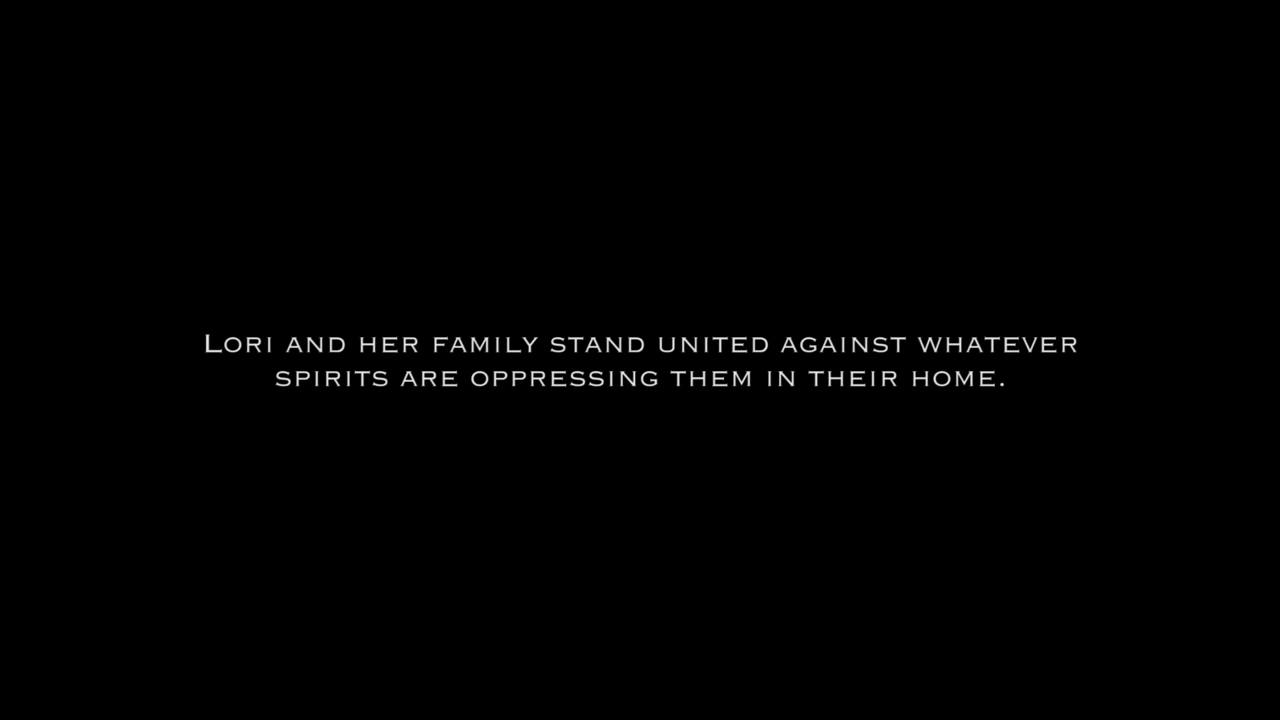 Lori and her family stand united against whatever
spirits are oppressing them in their home.